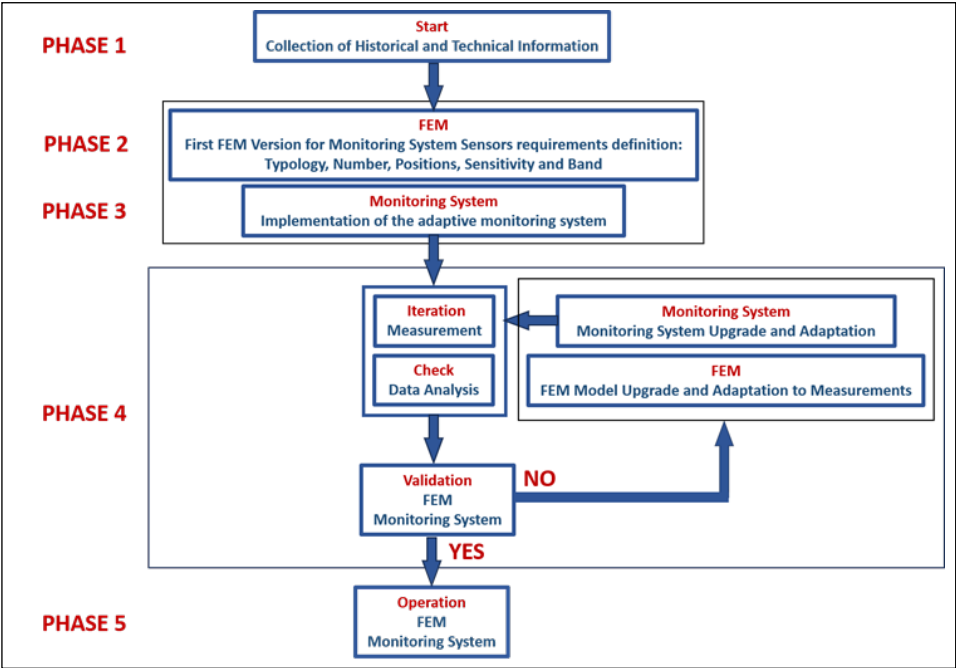 PHASE 1
Start
Collection of Historical and Technical Information
PHASE 2
FEM
First FEM Version for Monitoring System Sensors requirements definition:
Typology, Number, Positions, Sensitivity and Band
PHASE 3
Monitoring System
Implementation of the adaptive monitoring system
PHASE 4
Iteration
Measurement
Check
Data Analysis
Monitoring System
Monitoring System Upgrade and Adaptation
FEM
FEM Model Upgrade and Adaptation to Measurements
Validation
FEM
Monitoring System
NO
YES
PHASE 5
Operation
FEM
Monitoring System